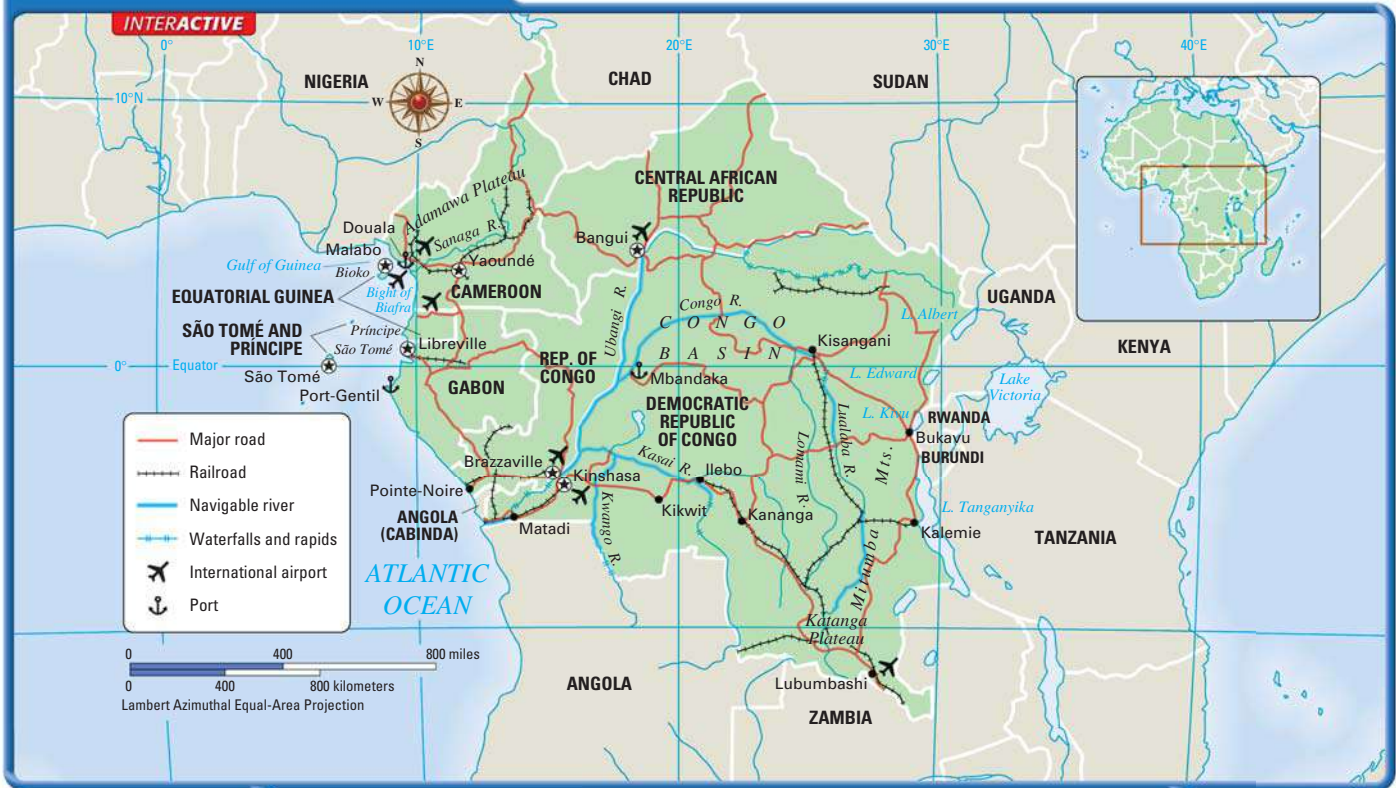 INTERACTIVE
0°
10°E
20°E
30°E
40°E
N
W
E
S
NIGERIA
CHAD
SUDAN
10°N
CENTRAL AFRICAN
REPUBLIC
Adamawa Plateau
Douala
Sanaga R.
Malabo
Bangui
Gulf of Guinea
Bioko
Yaoundé
EQUATORIAL GUINEA
Bight of
Biafra
CAMEROON
Ubangi R.
Congo R.
CONGO
BASIN
L. Albert
UGANDA
SÃO TOMÉ AND
PRÍNCIPE
Príncipe
São Tomé
Libreville
Kisangani
KENYA
0°
Equator
REP. OF
CONGO
São Tomé
GABON
Mbandaka
L. Edward
Lake
Victoria
Port-Gentil
DEMOCRATIC
REPUBLIC
OF CONGO
L. Kivu
RWANDA
Lualaba R.
Lomami R.
Bukavu
BURUNDI
Brazzaville
Kasai R.
Ilebo
Mts.
Kinshasa
Pointe-Noire
Kwango R.
Kikwit
Kananga
L. Tanganyika
ANGOLA
(CABINDA)
Matadi
Kalemie
TANZANIA
Mitumba
ATLANTIC
OCEAN
Katanga
Plateau
Lubumbashi
ANGOLA
ZAMBIA
Major road
Railroad
Navigable river
Waterfalls and rapids
International airport
Port
0 400 800 miles
0 400 800 kilometers
Lambert Azimuthal Equal-Area Projection